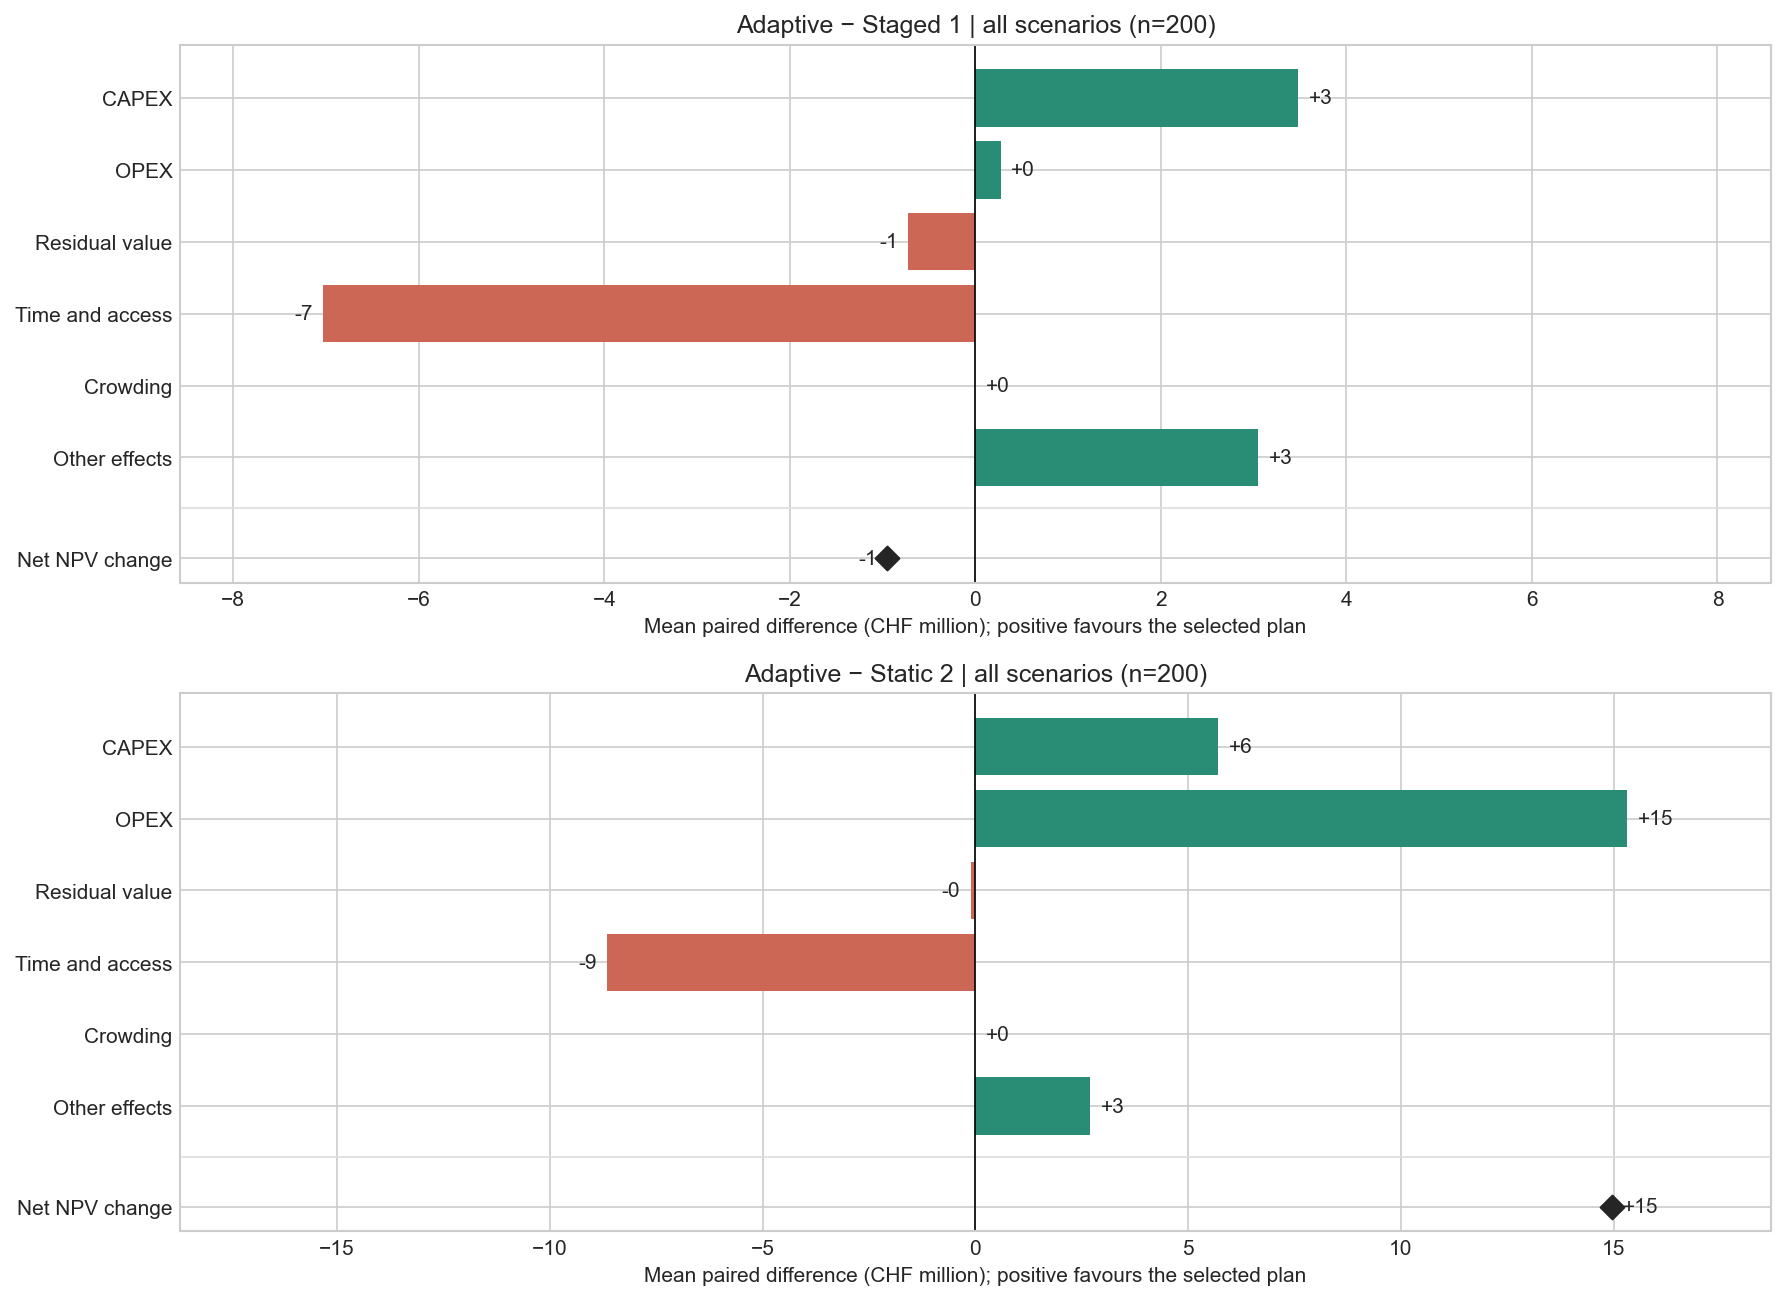 Adaptive − Staged 1 | all scenarios (n=200)
CAPEX
+3
OPEX
+0
Residual value
-1
Time and access
-7
Crowding
+0
Other effects
+3
Net NPV change
-1
−8 −6 −4 −2 0 2 4 6 8
Mean paired difference (CHF million); positive favours the selected plan
Adaptive − Static 2 | all scenarios (n=200)
CAPEX
+6
OPEX
+15
Residual value
-0
Time and access
-9
Crowding
+0
Other effects
+3
Net NPV change
+15
−15 −10 −5 0 5 10 15
Mean paired difference (CHF million); positive favours the selected plan